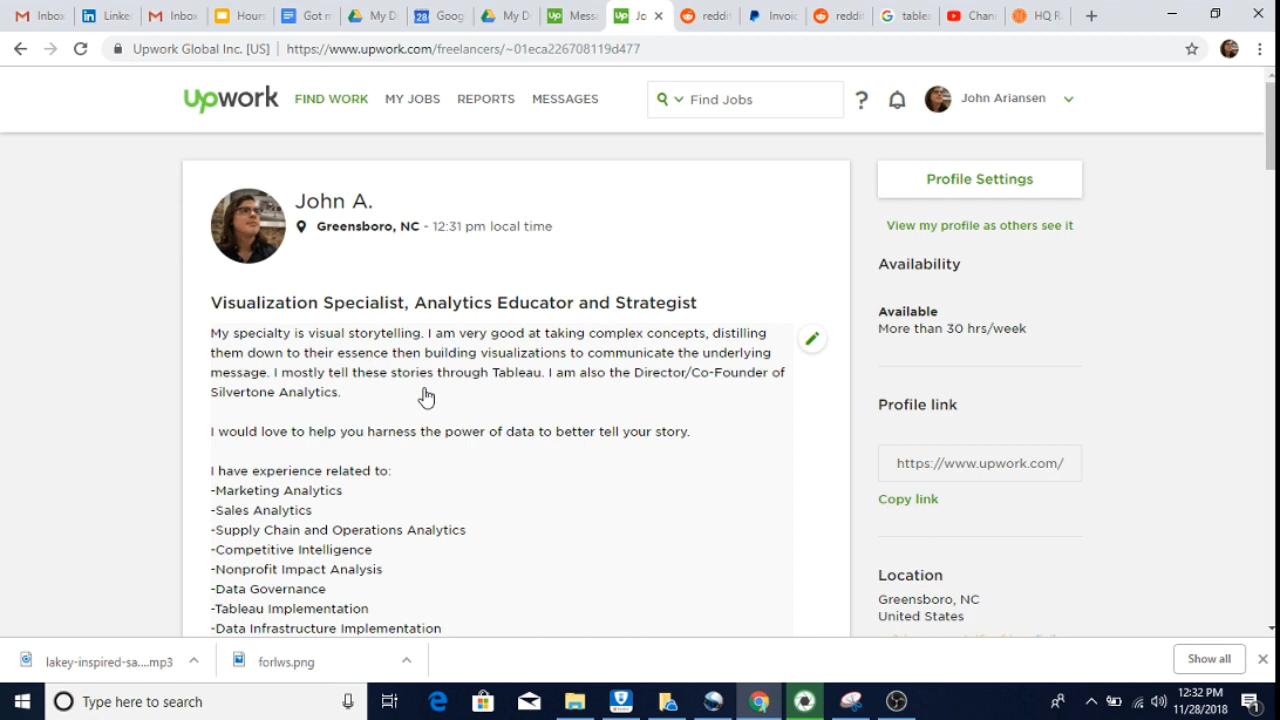 Inbox
Linke
Inbox
Inbox
Hours
Got m
My D
28 Goog
My D
Up Messa
Up Jo
reddi
Invoic
reddi
table
Chan
HQ R
Upwork Global Inc. [US] | https://www.upwork.com/freelancers/~01eca226708119d477
upwork
FIND WORK MY JOBS REPORTS MESSAGES
Find Jobs
?
John Ariansen
John A.
Greensboro, NC - 12:31 pm local time
Visualization Specialist, Analytics Educator and Strategist
My specialty is visual storytelling. I am very good at taking complex concepts, distilling
them down to their essence then building visualizations to communicate the underlying
message. I mostly tell these stories through Tableau. I am also the Director/Co-Founder of
Silvertone Analytics.
I would love to help you harness the power of data to better tell your story.
I have experience related to:
-Marketing Analytics
-Sales Analytics
-Supply Chain and Operations Analytics
-Competitive Intelligence
-Nonprofit Impact Analysis
-Data Governance
-Tableau Implementation
-Data Infrastructure Implementation
Profile Settings
View my profile as others see it
Availability
Available
More than 30 hrs/week
Profile link
https://www.upwork.com/
Copy link
Location
Greensboro, NC
United States
lakey-inspired-sa....mp3
forlws.png
Show all
Type here to search
12:32 PM
11/28/2018